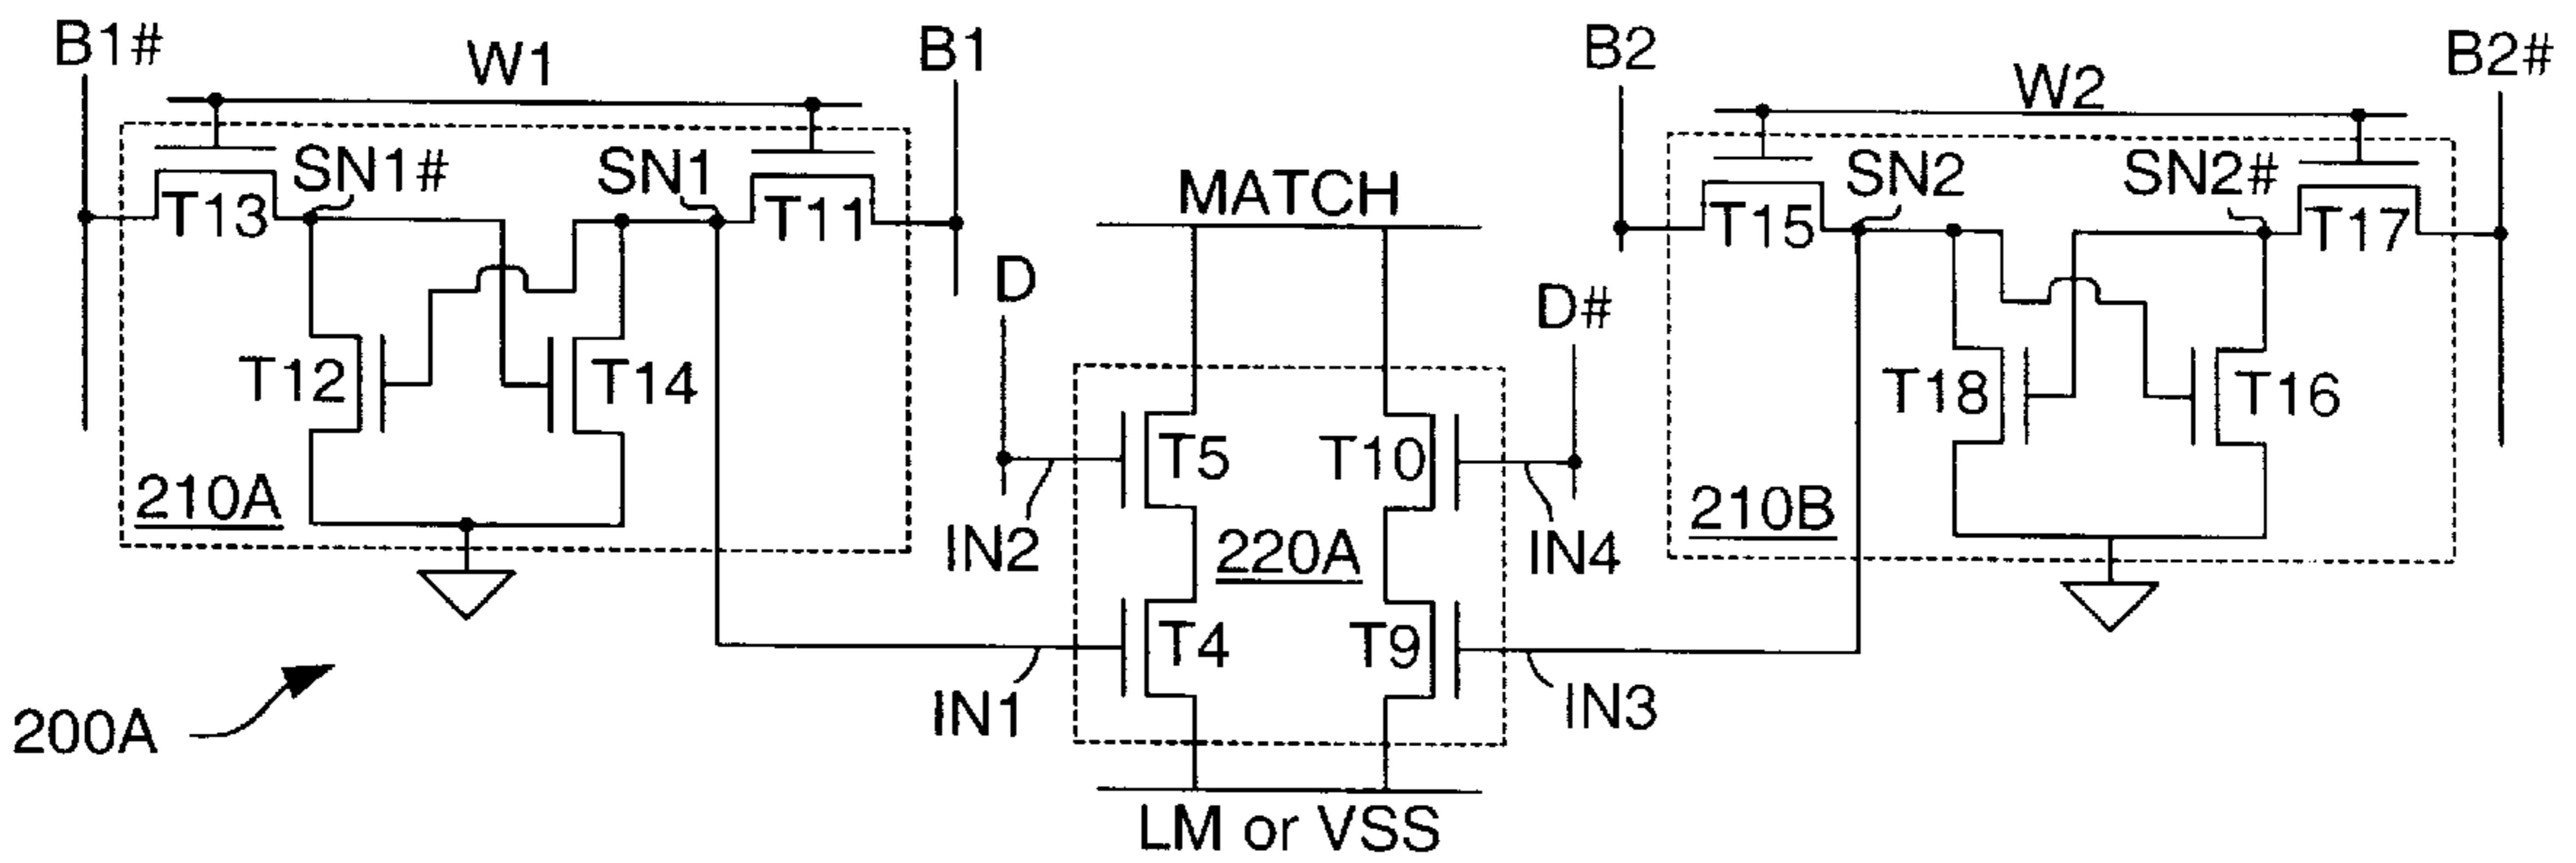 B1#
W1
B1
B2
W2
B2#
SN1#
SN1
T13
T11
MATCH
SN2
SN2#
T15
T17
D
D#
T12
T14
T18
T16
T5
T10
210A
210B
IN2
220A
IN4
T4
T9
IN1
IN3
200A
LM or VSS